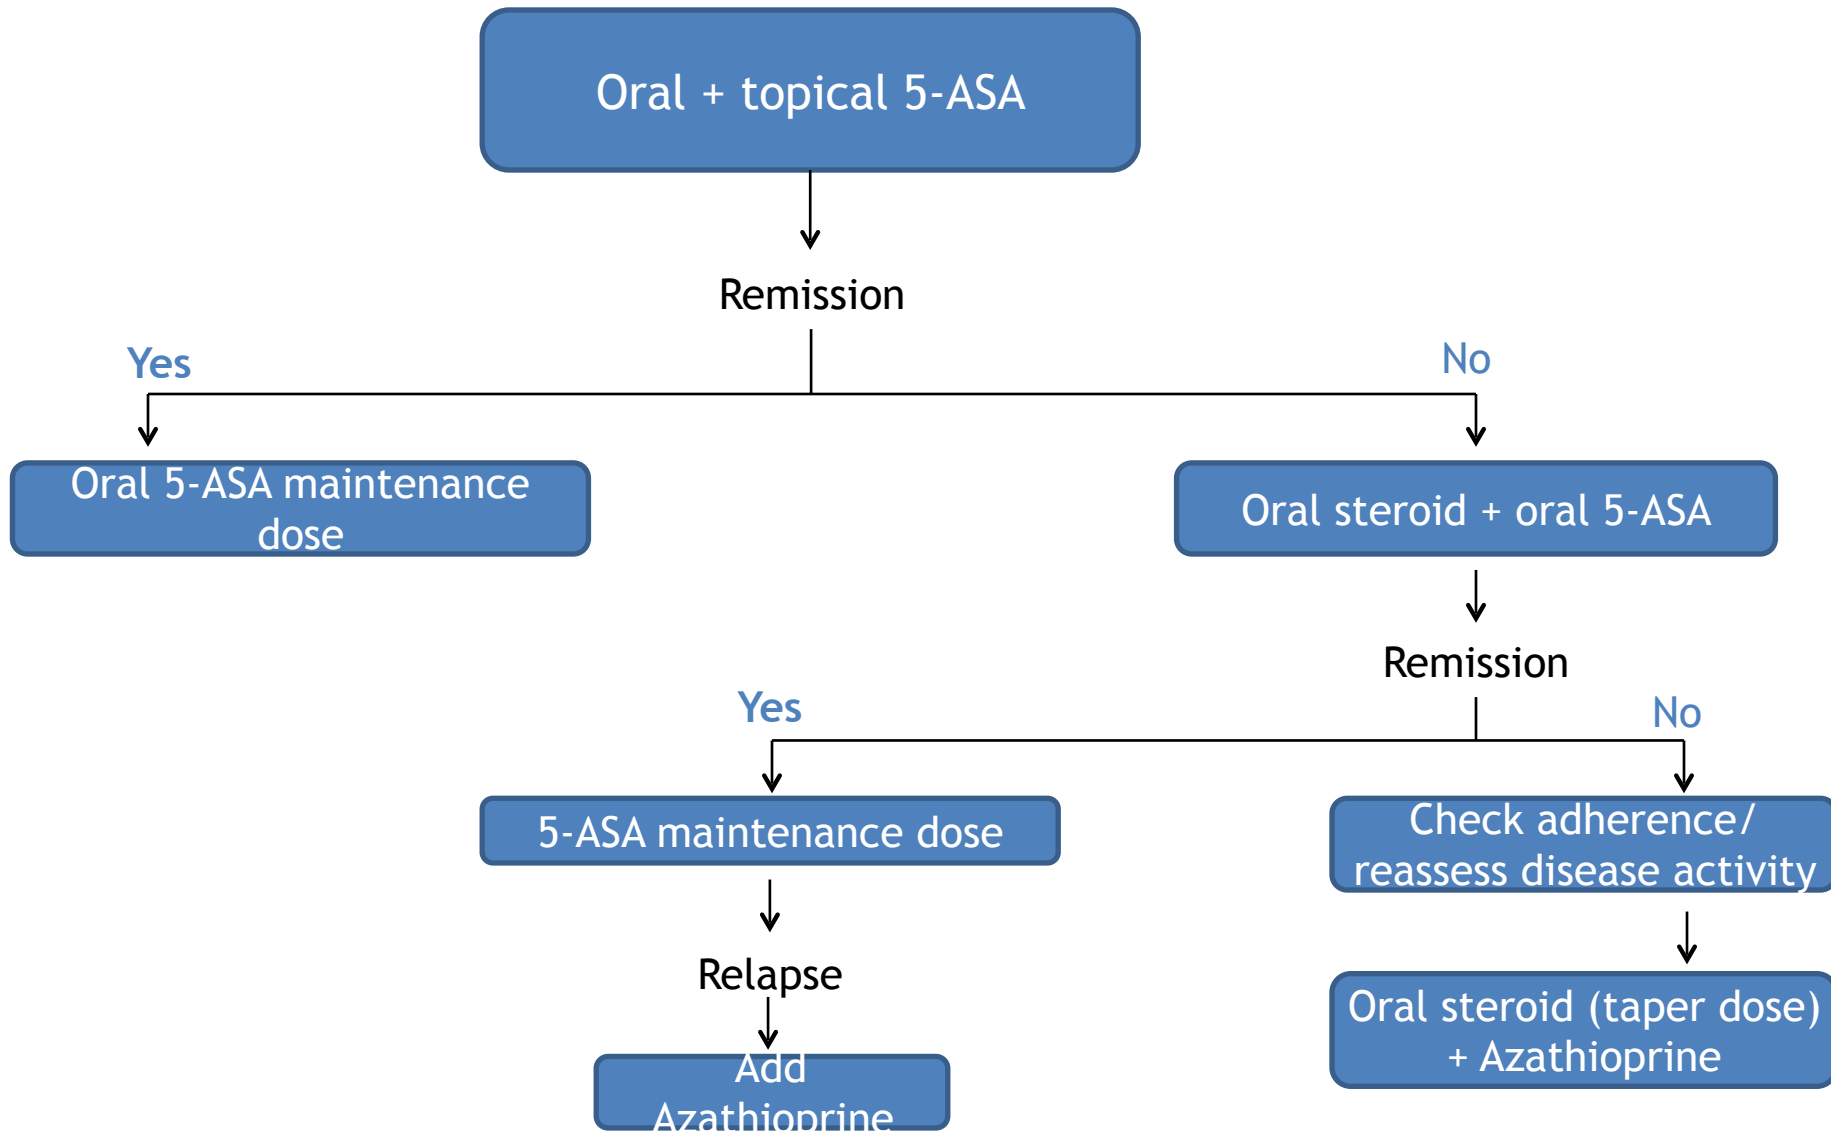 Oral + topical 5-ASA
Remission
Yes
No
Oral 5-ASA maintenance
dose
Oral steroid + oral 5-ASA
Remission
Yes
No
5-ASA maintenance dose
Check adherence/
reassess disease activity
Relapse
Oral steroid (taper dose)
+ Azathioprine
Add
Azathioprine